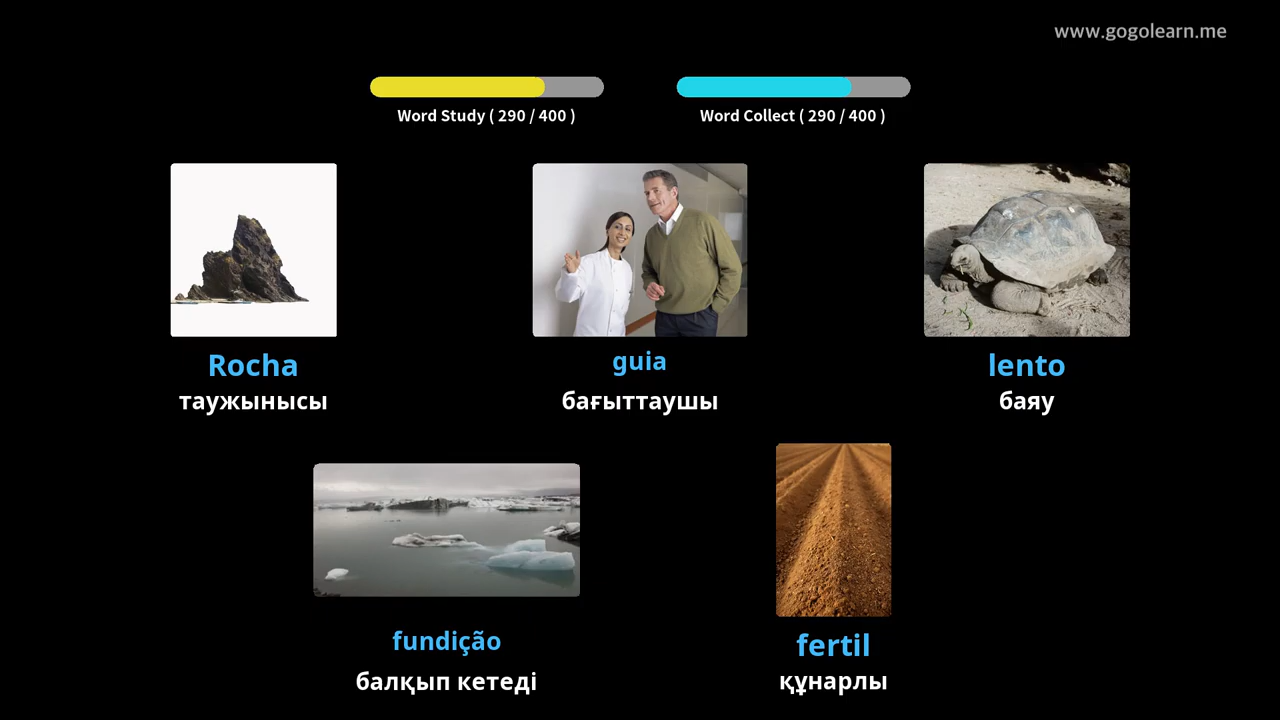 www.gogolearn.me
Word Study ( 290 / 400 )
Word Collect ( 290 / 400 )
Rocha
таужынысы
guia
бағыттаушы
lento
баяу
fundição
балқып кетеді
fertil
құнарлы